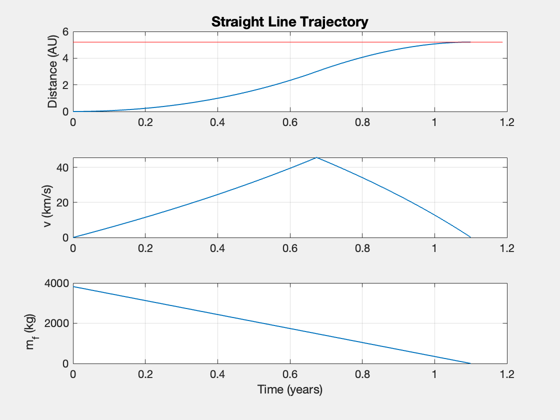 Straight Line Trajectory
Distance (AU)
6
4
2
0
0 0.2 0.4 0.6 0.8 1 1.2
v (km/s)
40
20
0
0 0.2 0.4 0.6 0.8 1 1.2
m_f (kg)
4000
2000
0
0 0.2 0.4 0.6 0.8 1 1.2
Time (years)